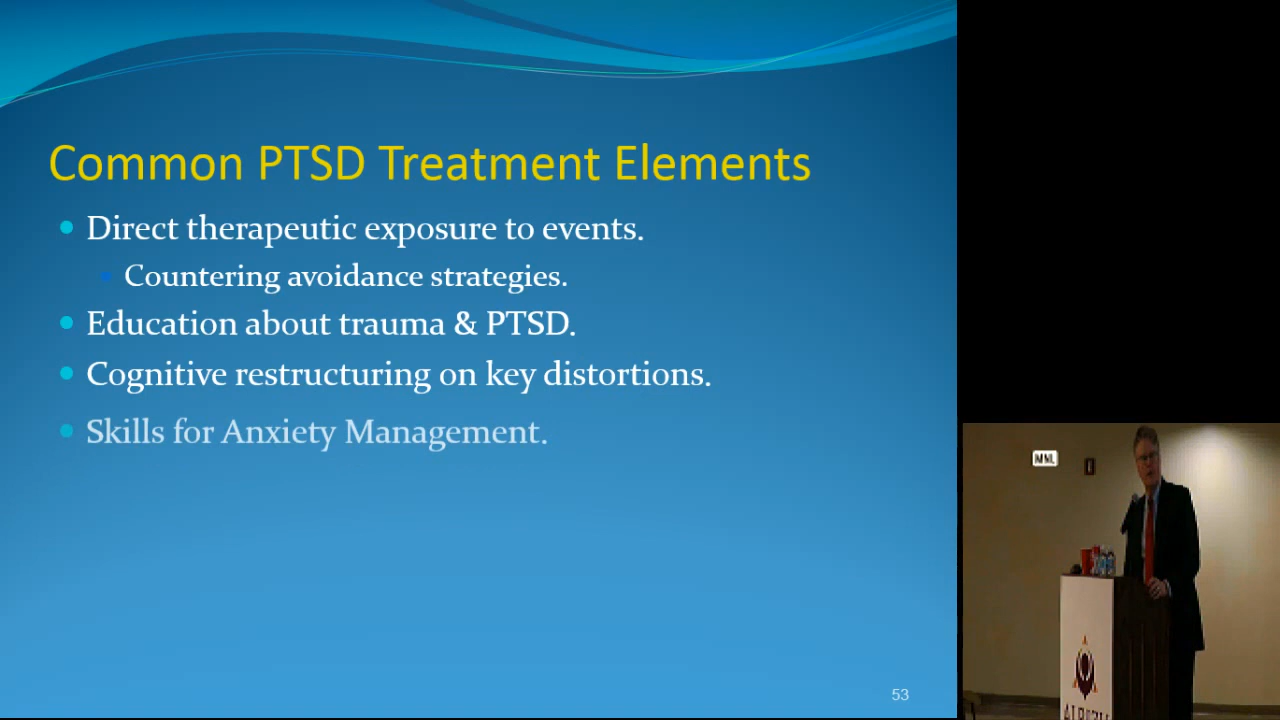 Common PTSD Treatment Elements
Direct therapeutic exposure to events.
Countering avoidance strategies.
Education about trauma & PTSD.
Cognitive restructuring on key distortions.
Skills for Anxiety Management.
53